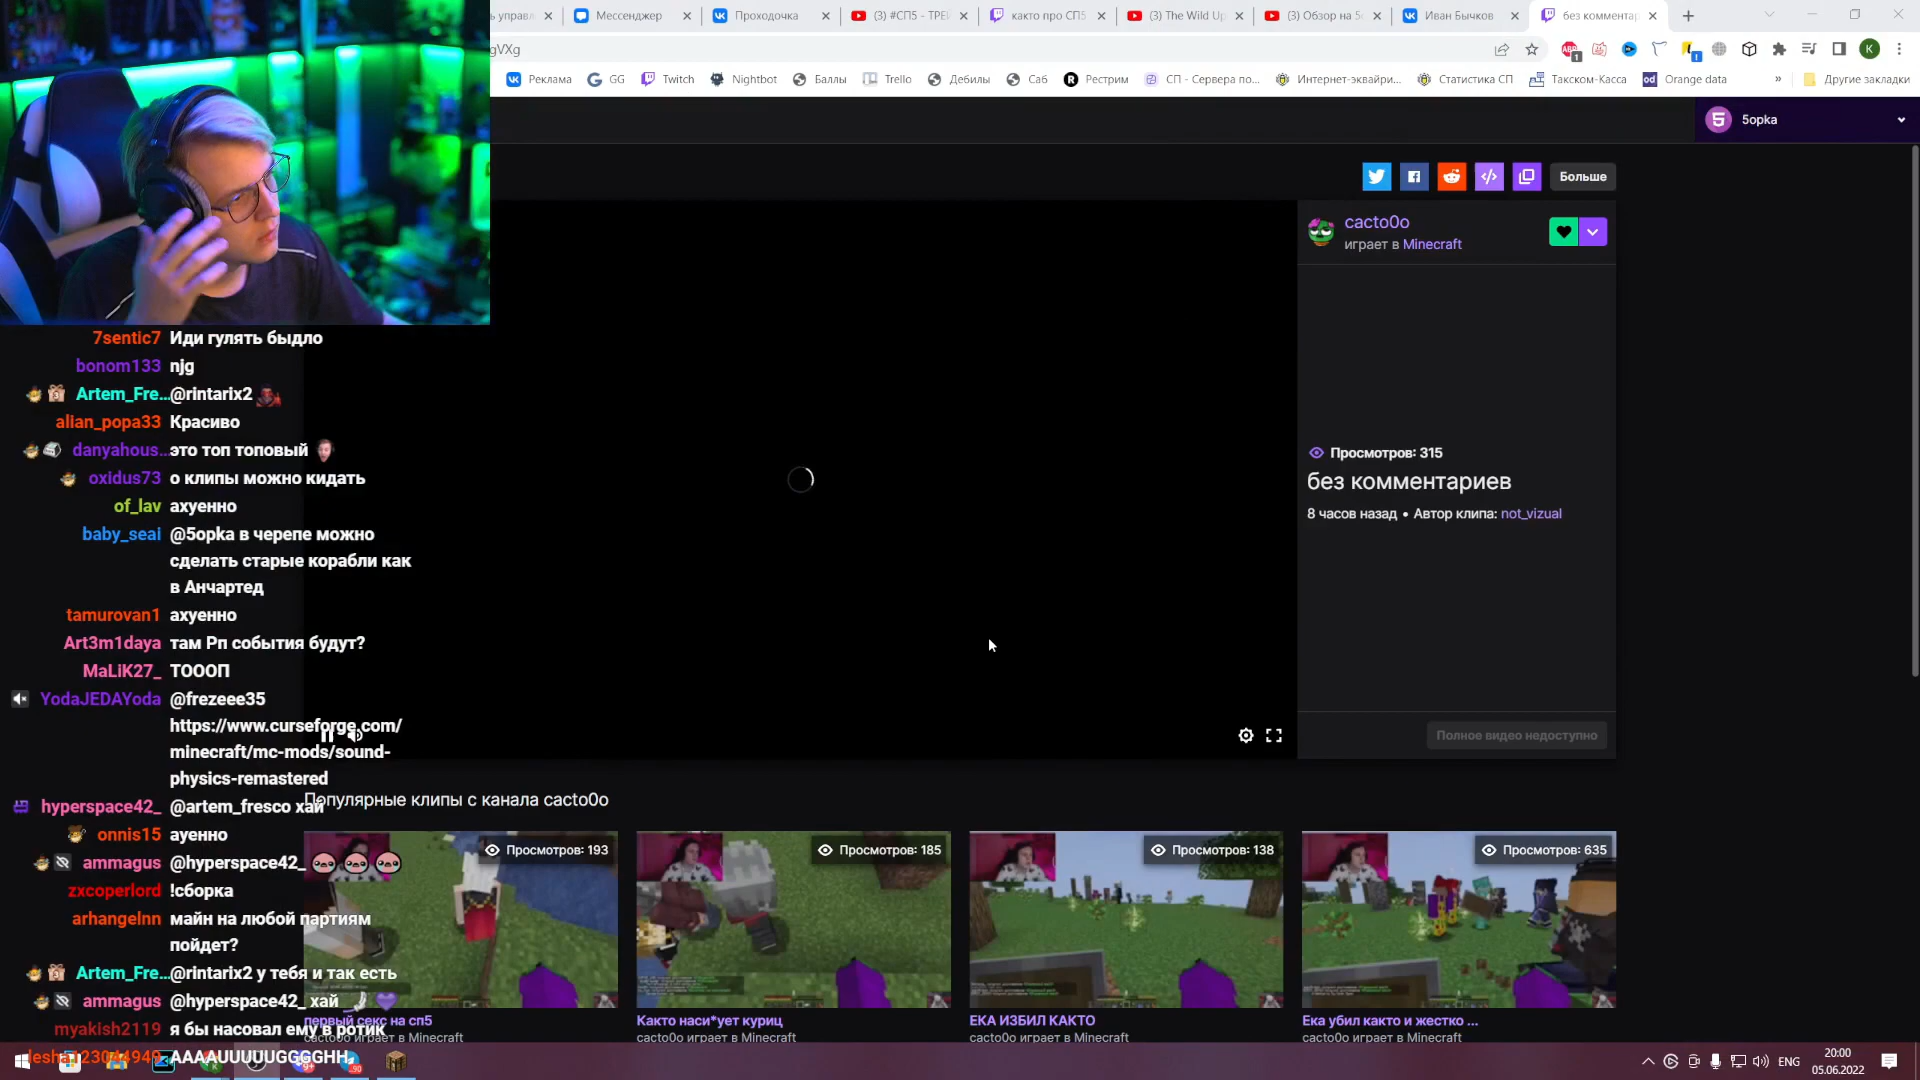 ь управл
Мессенджер
Проходочка
(3) #СП5 - ТРЕ
както про СП5
(3) The Wild Up
(3) Обзор на 5
Иван Бычков
без комментар
gVXg
Реклама
GG
Twitch
Nightbot
Баллы
Trello
Дебилы
Саб
Рестрим
СП - Сервера по...
Интернет-эквайри...
Статистика СП
Такском-Касса
Orange data
»
Другие закладки
5opka
Больше
cacto0o
играет в Minecraft
Просмотров: 315
без комментариев
8 часов назад • Автор клипа: not_vizual
Полное видео недоступно
7sentic7 Иди гулять быдло
bonom133 njg
Artem_Fre... @rintarix2
alian_popa33 Красиво
danyahous... это топ топовый
oxidus73 о клипы можно кидать
of_lav ахуенно
baby_seal @5opka в черепе можно
сделать старые корабли как
в Анчартед
tamurovan1 ахуенно
Art3m1daya там Рп события будут?
MaLiK27_ ТОООП
YodaJEDAYoda @frezeee35
https://www.curseforge.com/
minecraft/mc-mods/sound-
physics-remastered
hyperspace42_ @artem_fresco хай
onnis15 ауенно
ammagus @hyperspace42_
zxcoperlord !сборка
arhangelnn майн на любой партиям
пойдет?
Artem_Fre... @rintarix2 у тебя и так есть
ammagus @hyperspace42_ хай
myakish2119 я бы насовал ему в ротик
lesha123044949 AAAAUUUUUGGGGGHH
Популярные клипы с канала cacto0o
Просмотров: 193
Просмотров: 185
Просмотров: 138
Просмотров: 635
первый секс на сп5
Както наси*ует куриц
ЕКА ИЗБИЛ КАКТО
Ека убил както и жестко ...
cacto0o играет в Minecraft
cacto0o играет в Minecraft
cacto0o играет в Minecraft
cacto0o играет в Minecraft
ENG
20:00
05.06.2022